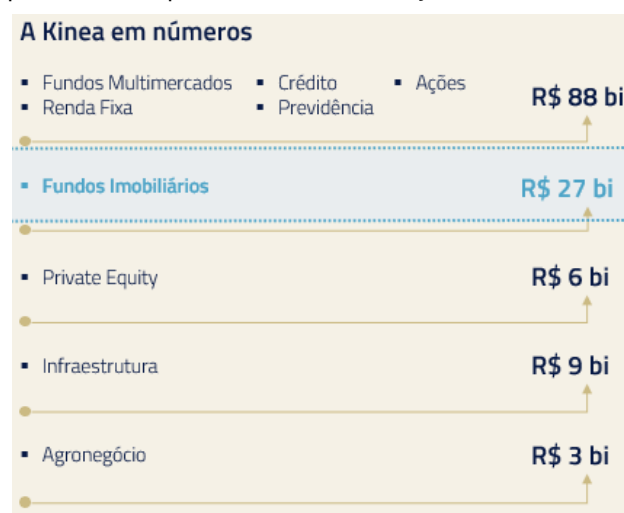 A Kinea em números
▪ Fundos Multimercados ▪ Crédito ▪ Ações
▪ Renda Fixa ▪ Previdência
R$ 88 bi
▪ Fundos Imobiliários R$ 27 bi
▪ Private Equity R$ 6 bi
▪ Infraestrutura R$ 9 bi
▪ Agronegócio R$ 3 bi